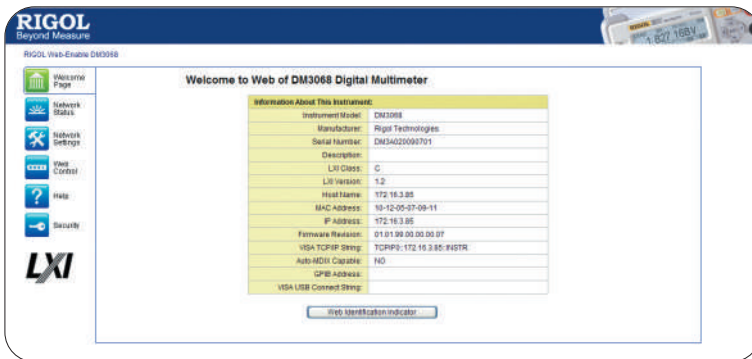 RIGOL
Beyond Measure
1.827,168V
RIGOL Web-Enable DM3068
Welcome Page
Network Status
Network Settings
Web Control
Help
Security
LXI
Welcome to Web of DM3068 Digital Multimeter
Information About This Instrument:
Instrument Model: DM3068
Manufacturer: Rigol Technologies
Serial Number: DM34020090701
Description:
LXI Class: C
LXI Version: 1.2
Host Name: 172.16.3.85
MAC Address: 10-12-05-07-09-11
IP Address: 172.16.3.85
Firmware Revision: 01.01.99.00.00.00.07
VISA TCP/IP String: TCPIP0::172.16.3.85::INSTR
Auto-MDIX Capable: NO
GPIB Address:
VISA USB Connect String:
Web Identification Indicator